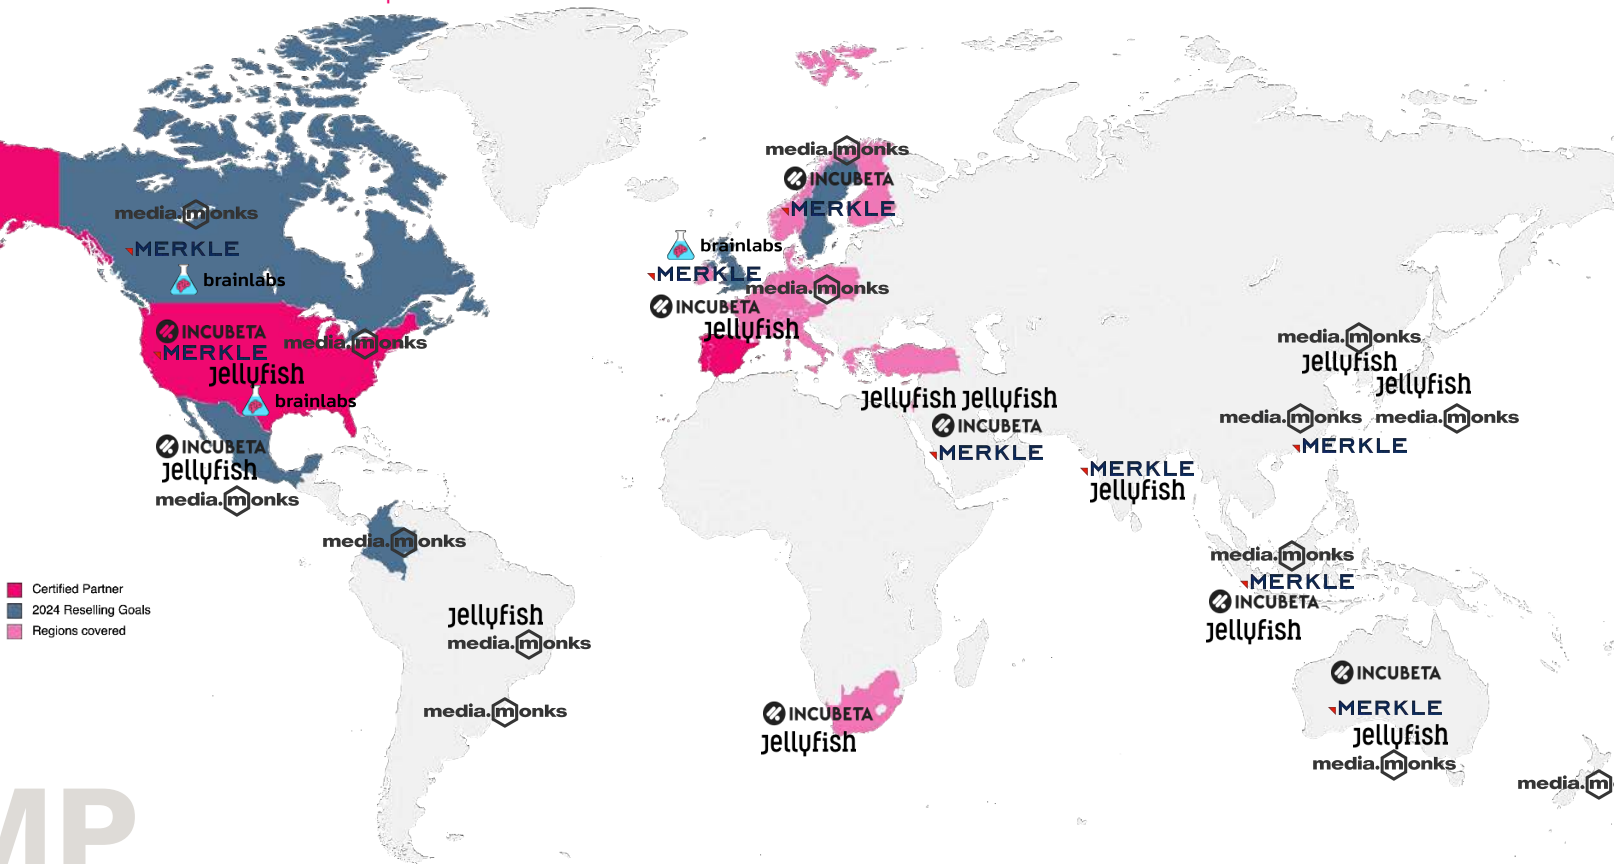 media.monks
MERKLE
brainlabs
INCUBETA
MERKLE
media.monks
Jellyfish
brainlabs
INCUBETA
Jellyfish
media.monks
media.monks
Jellyfish
media.monks
media.monks
media.monks
INCUBETA
MERKLE
brainlabs
MERKLE
media.monks
INCUBETA
Jellyfish
Jellyfish Jellyfish
INCUBETA
MERKLE
MERKLE
Jellyfish
INCUBETA
Jellyfish
media.monks
Jellyfish
Jellyfish
media.monks media.monks
MERKLE
media.monks
MERKLE
INCUBETA
Jellyfish
INCUBETA
MERKLE
Jellyfish
media.monks
media.m
Certified Partner
2024 Reselling Goals
Regions covered
MP